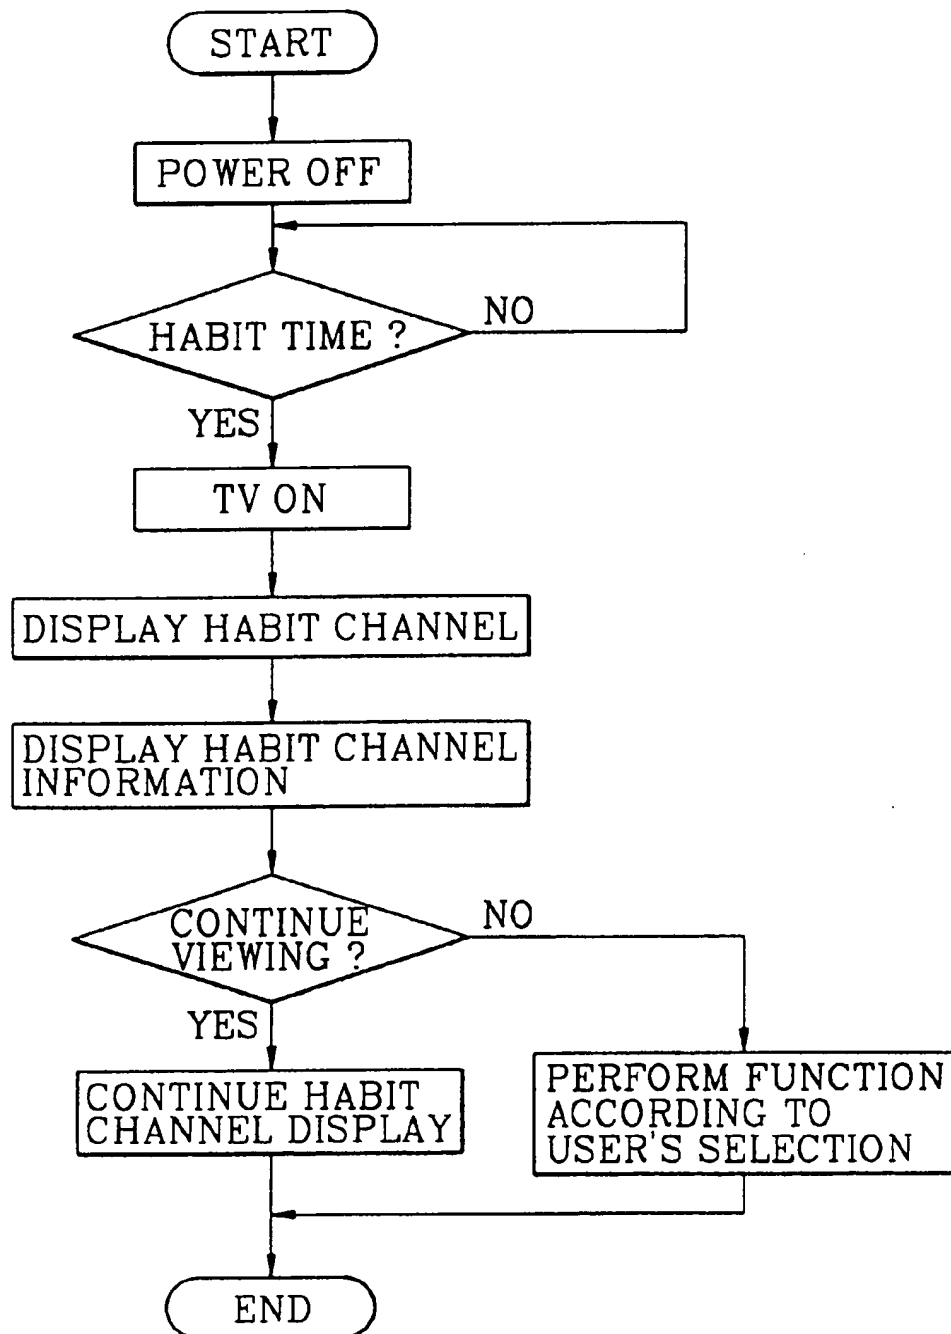 START
POWER OFF
HABIT TIME ?
NO
YES
TV ON
DISPLAY HABIT CHANNEL
DISPLAY HABIT CHANNEL
INFORMATION
CONTINUE
VIEWING ?
NO
YES
CONTINUE HABIT
CHANNEL DISPLAY
PERFORM FUNCTION
ACCORDING TO
USER'S SELECTION
END